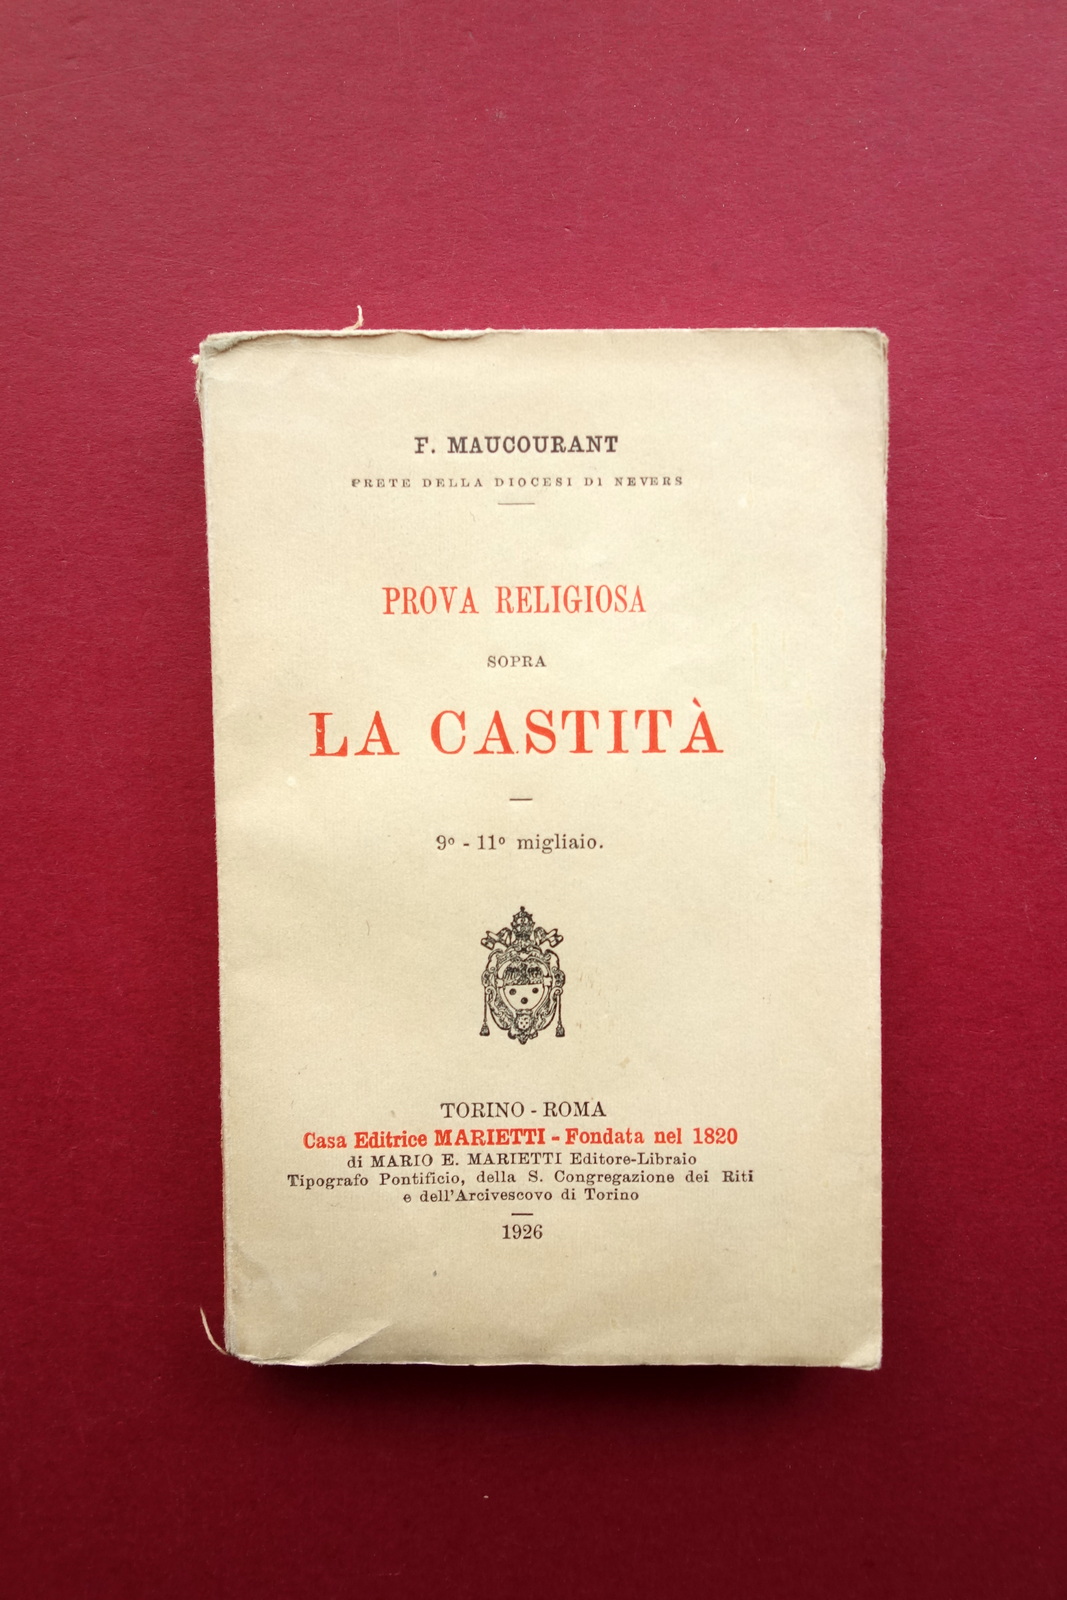 F. MAUCOURANT
PRETE DELLA DIOCESI DI NEVERS
PROVA RELIGIOSA
SOPRA
LA CASTITÀ
9º - 11º migliaio.
TORINO - ROMA
Casa Editrice MARIETTI - Fondata nel 1820
di MARIO E. MARIETTI Editore-Libraio
Tipografo Pontificio, della S. Congregazione dei Riti
e dell'Arcivescovo di Torino
1926